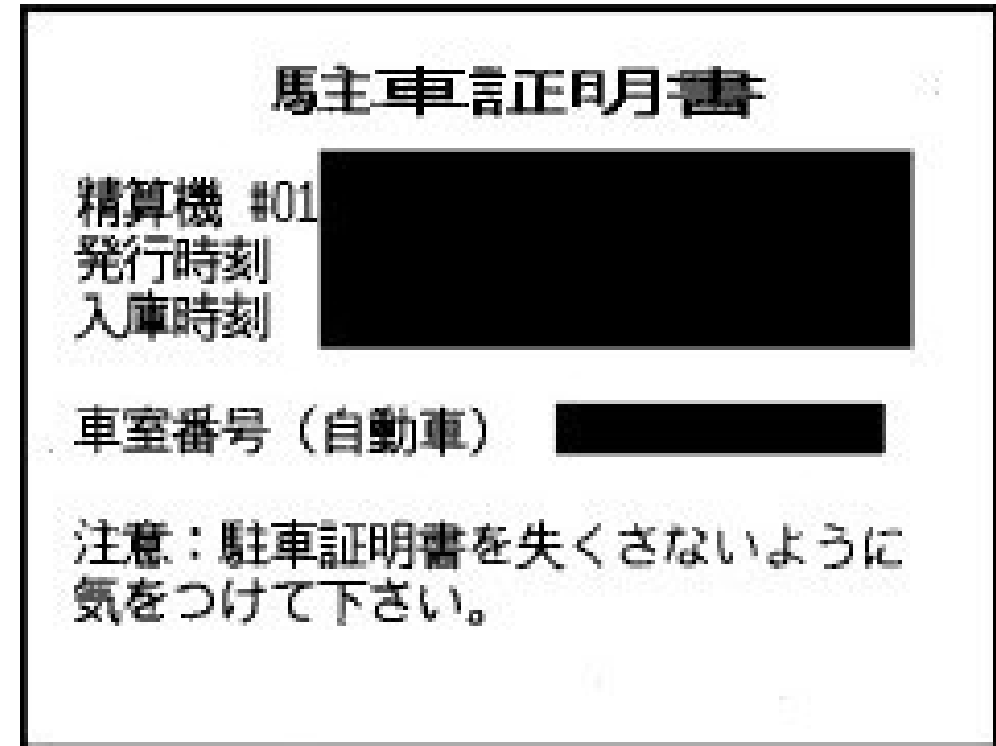 駐車証明書
精算機 #01
発行時刻
入庫時刻
車室番号（自動車）
注意：駐車証明書を失くさないように
気をつけて下さい。